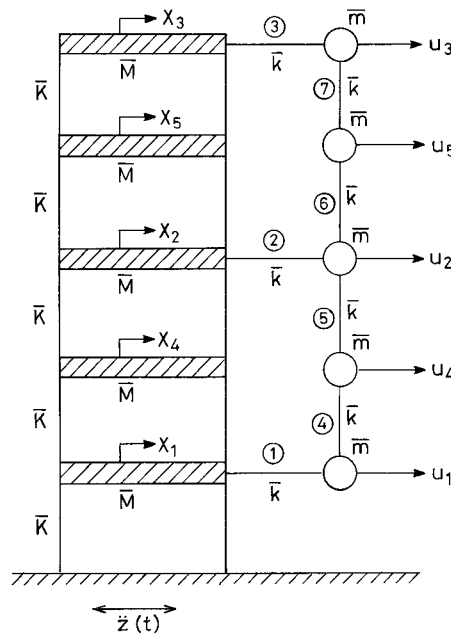 X₃ ③ m̄
M̄ k̄ u₃
K̄ ⑦ k̄
X₅ m̄
M̄ u₅
K̄ ⑥ k̄
X₂ ② m̄
M̄ k̄ u₂
K̄ ⑤ k̄
X₄ m̄
M̄ u₄
K̄ ④ k̄
X₁ ① m̄
M̄ k̄ u₁
K̄
z̈(t)